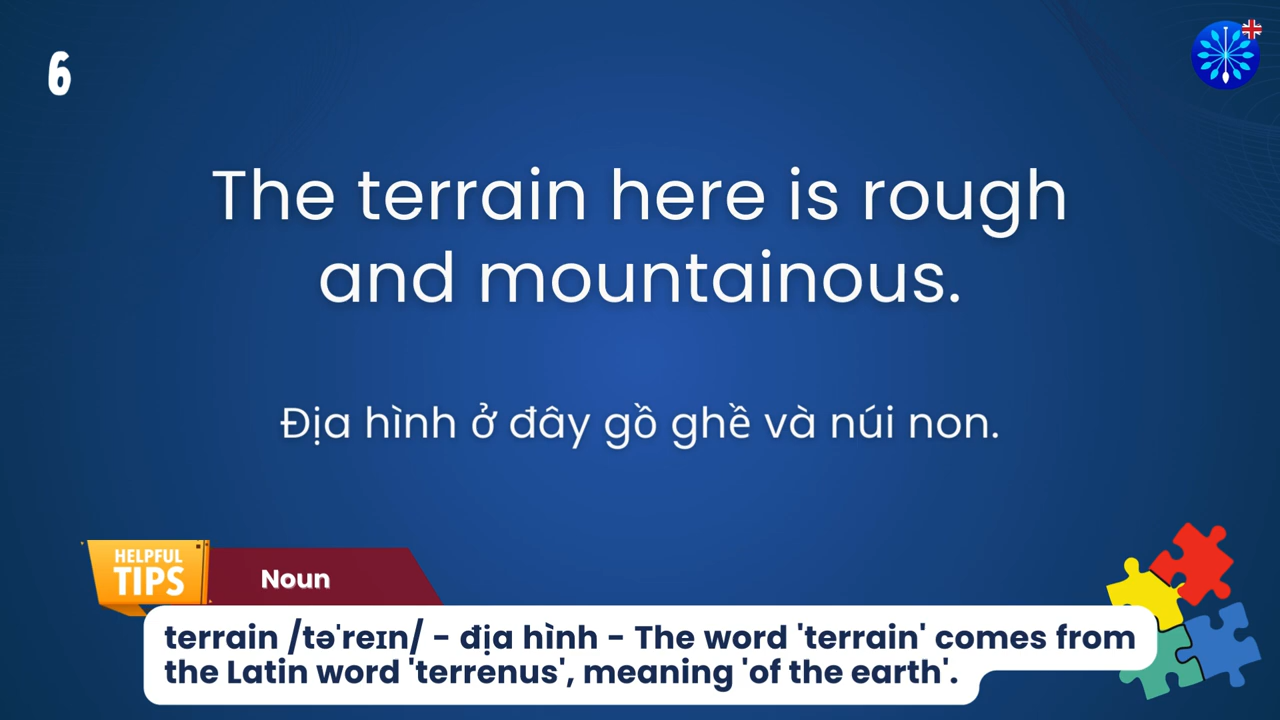 6
The terrain here is rough
and mountainous.
Địa hình ở đây gồ ghề và núi non.
HELPFUL
TIPS
Noun
terrain /təˈreɪn/ - địa hình - The word 'terrain' comes from
the Latin word 'terrenus', meaning 'of the earth'.